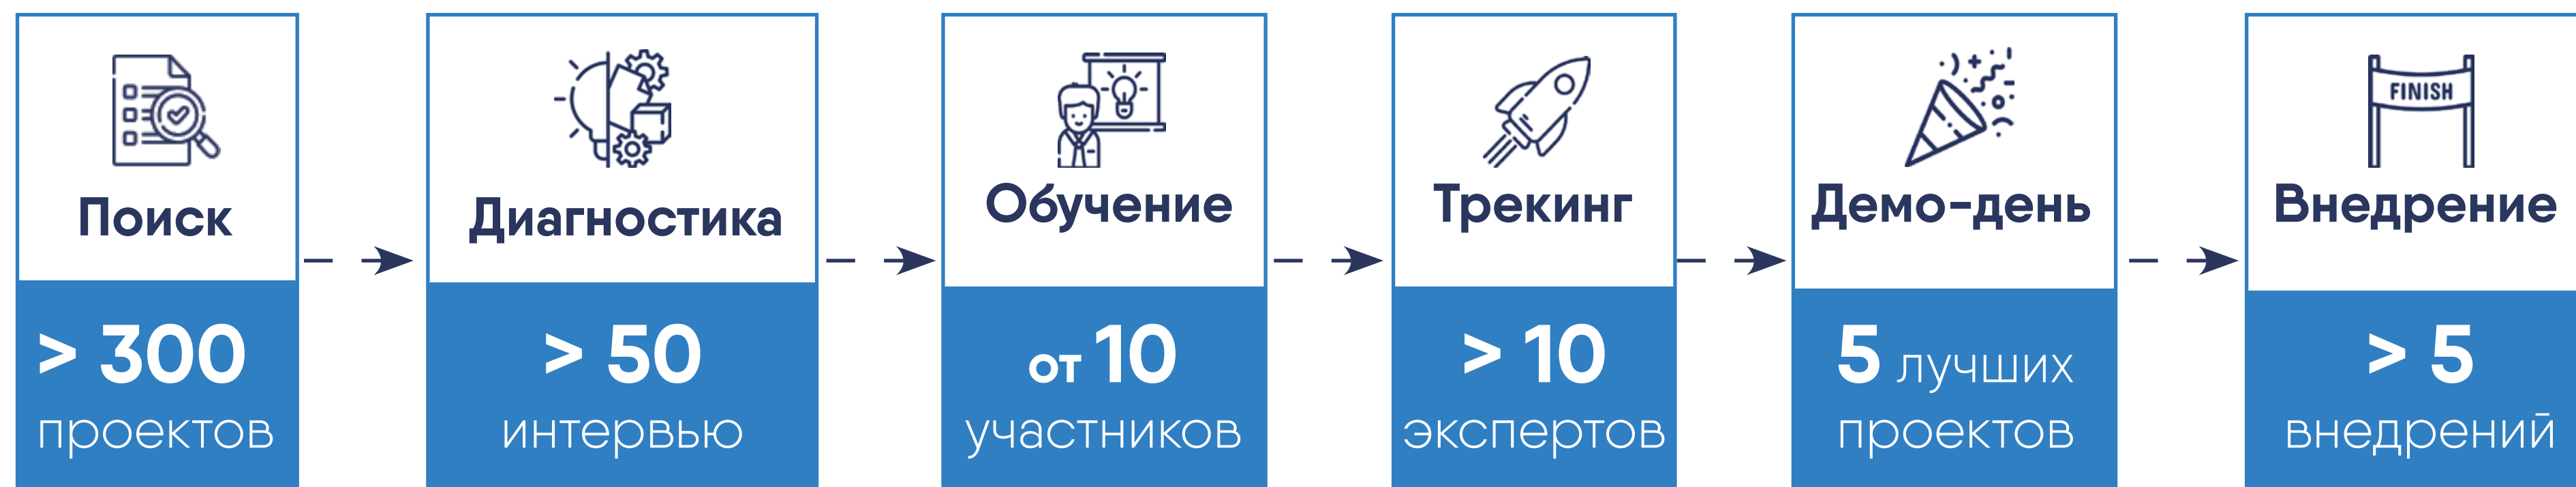 Поиск
> 300
проектов
Диагностика
> 50
интервью
Обучение
от 10
участников
Трекинг
> 10
экспертов
Демо-день
5 лучших
проектов
FINISH
Внедрение
> 5
внедрений